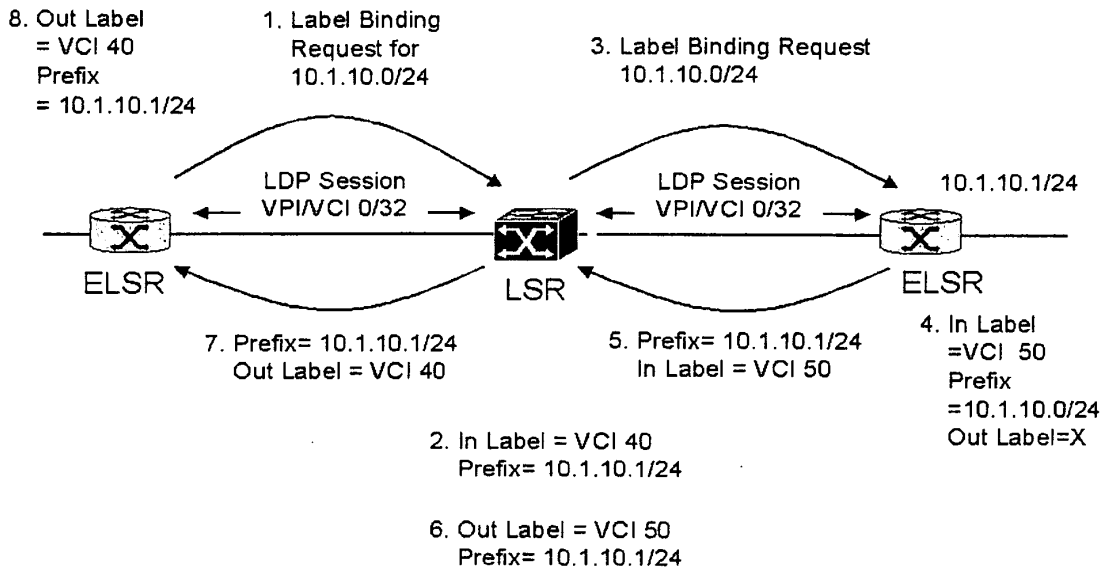 8. Out Label
= VCI 40
Prefix
= 10.1.10.1/24
1. Label Binding
Request for
10.1.10.0/24
3. Label Binding Request
10.1.10.0/24
LDP Session
VPI/VCI 0/32
LDP Session
VPI/VCI 0/32
10.1.10.1/24
ELSR
LSR
ELSR
7. Prefix= 10.1.10.1/24
Out Label = VCI 40
5. Prefix= 10.1.10.1/24
In Label = VCI 50
4. In Label
=VCI 50
Prefix
=10.1.10.0/24
Out Label=X
2. In Label = VCI 40
Prefix= 10.1.10.1/24
6. Out Label = VCI 50
Prefix= 10.1.10.1/24